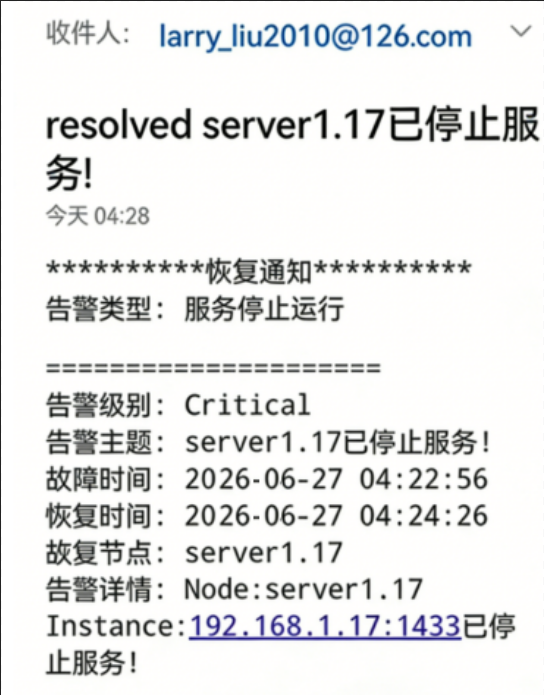 收件人： larry_liu2010@126.com
resolved server1.17已停止服
务!
今天 04:28
**********恢复通知**********
告警类型: 服务停止运行
=====================
告警级别: Critical
告警主题: server1.17已停止服务!
故障时间: 2026-06-27 04:22:56
恢复时间: 2026-06-27 04:24:26
故复节点: server1.17
告警详情: Node:server1.17
Instance:192.168.1.17:1433已停
止服务!